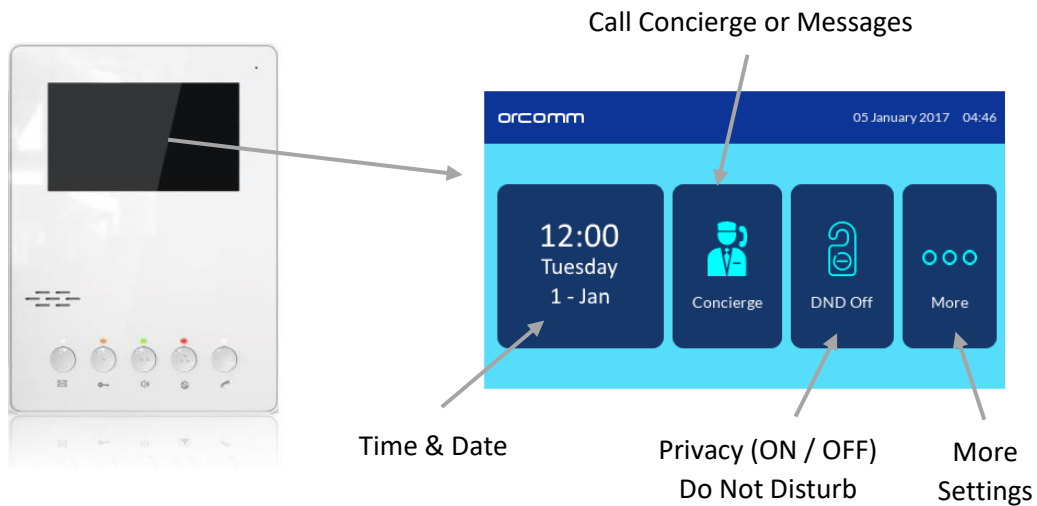 Call Concierge or Messages
orcomm
05 January 2017 04:46
12:00
Tuesday
1 - Jan
Concierge
DND Off
More
Time & Date
Privacy (ON / OFF)
Do Not Disturb
More
Settings